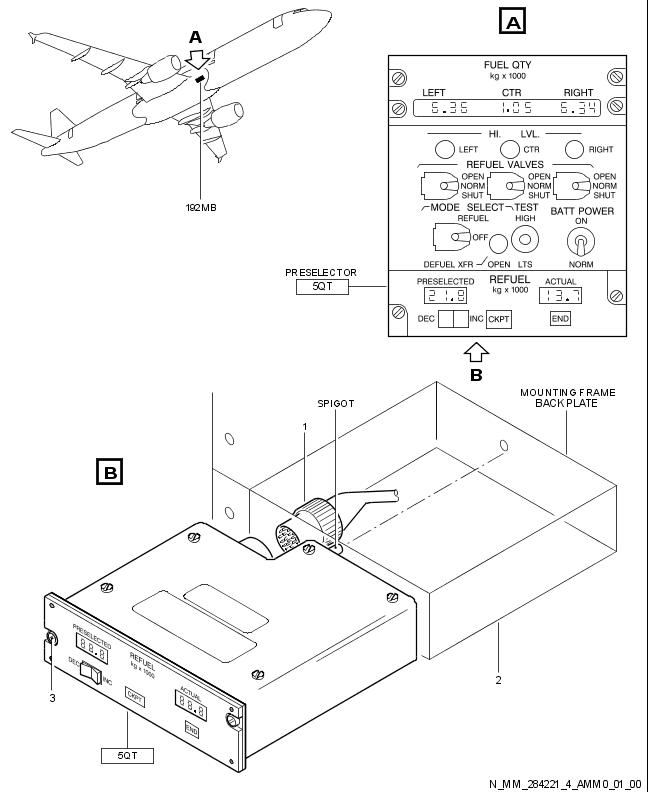 A
A
192MB
FUEL QTY
kg x 1000
LEFT CTR RIGHT
6.36 1.05 6.34
HI. LVL.
LEFT CTR RIGHT
REFUEL VALVES
OPEN OPEN OPEN
NORM NORM NORM
SHUT SHUT SHUT
MODE SELECT TEST BATT POWER
REFUEL HIGH ON
OFF
DEFUEL XFR OPEN LTS NORM
PRESELECTOR
5QT
PRESELECTED REFUEL ACTUAL
kg x 1000
21.8 13.7
DEC INC CKPT END
B
SPIGOT
MOUNTING FRAME
BACKPLATE
1
B
PRESELECTED
88.8
REFUEL
kg x 1000
DEC INC
CKPT
ACTUAL
88.8
END
3
2
5QT
N_MM_284221_4_AMM0_01_00